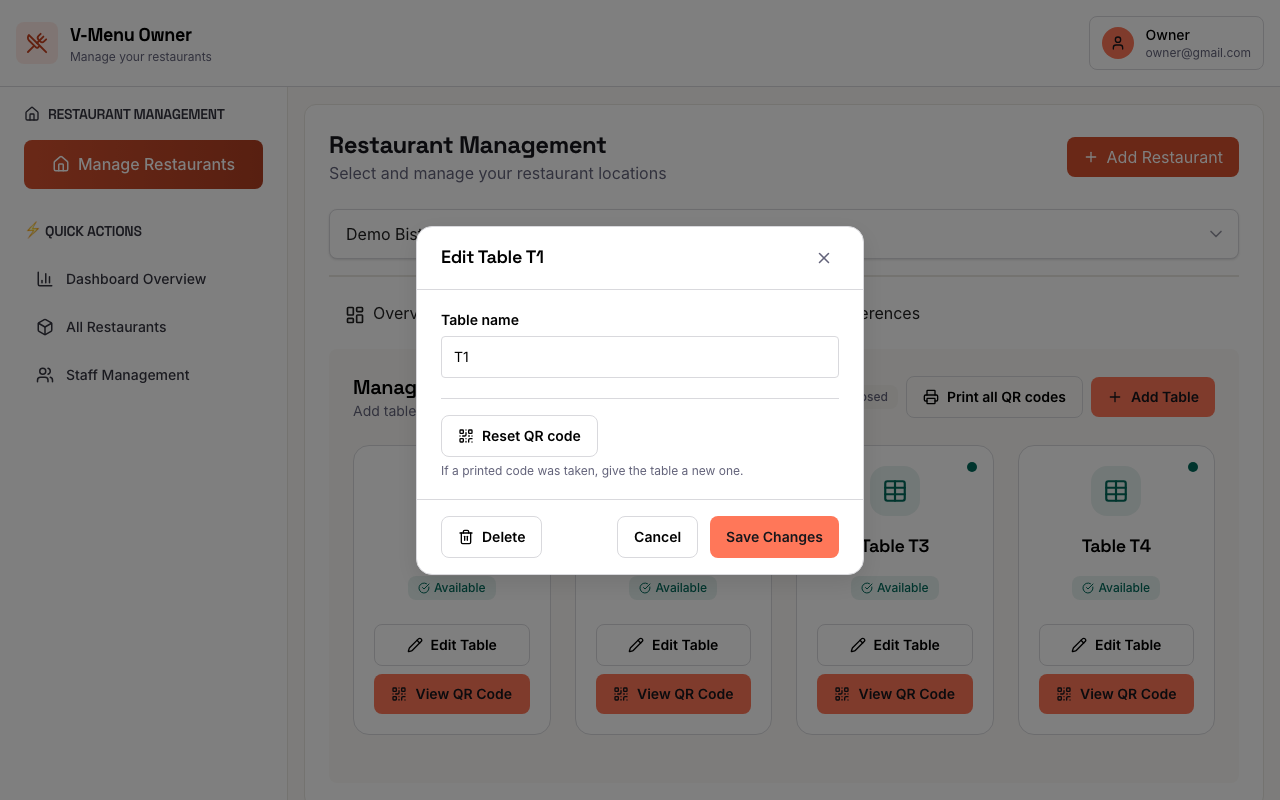 V-Menu Owner
Manage your restaurants
Owner
owner@gmail.com
RESTAURANT MANAGEMENT
Manage Restaurants
⚡ QUICK ACTIONS
Dashboard Overview
All Restaurants
Staff Management
Restaurant Management
Select and manage your restaurant locations
+ Add Restaurant
Demo
Edit Table T1
Table name
T1
Reset QR code
If a printed code was taken, give the table a new one.
Delete
Cancel
Save Changes
Add table
Print all QR codes
+ Add Table
Table T3
Table T4
Available
Available
Available
Available
Edit Table
Edit Table
Edit Table
Edit Table
View QR Code
View QR Code
View QR Code
View QR Code